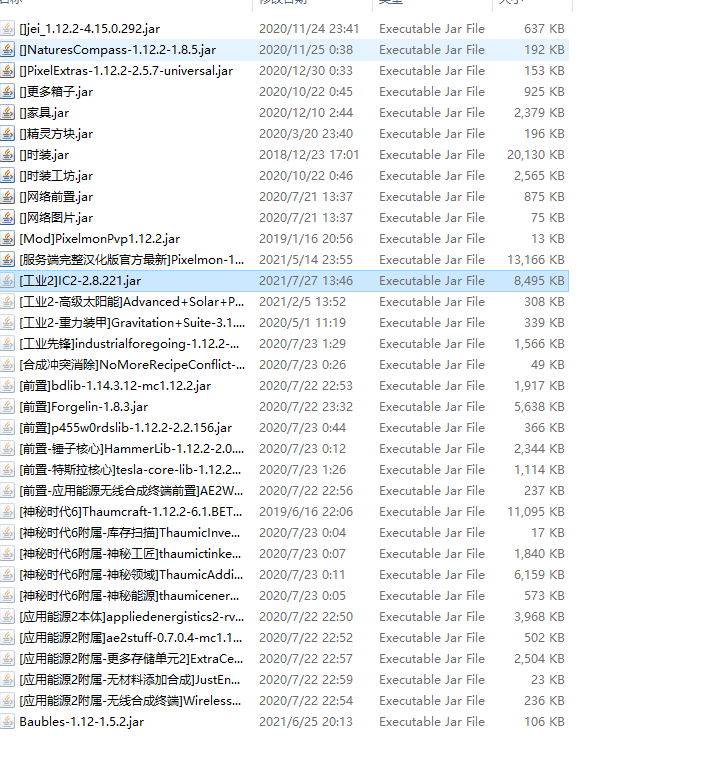 []jei_1.12.2-4.15.0.292.jar 2020/11/24 23:41 Executable Jar File 637 KB
[]NaturesCompass-1.12.2-1.8.5.jar 2020/11/25 0:38 Executable Jar File 192 KB
[]PixelExtras-1.12.2-2.5.7-universal.jar 2020/12/30 0:33 Executable Jar File 153 KB
[]更多箱子.jar 2020/10/22 0:45 Executable Jar File 925 KB
[]家具.jar 2020/12/10 2:44 Executable Jar File 2,379 KB
[]精灵方块.jar 2020/3/20 23:40 Executable Jar File 196 KB
[]时装.jar 2018/12/23 17:01 Executable Jar File 20,130 KB
[]时装工坊.jar 2020/10/22 0:46 Executable Jar File 2,565 KB
[]网络前置.jar 2020/7/21 13:37 Executable Jar File 875 KB
[]网络图片.jar 2020/7/21 13:37 Executable Jar File 75 KB
[Mod]PixelmonPvp1.12.2.jar 2019/1/16 20:56 Executable Jar File 13 KB
[服务端完整汉化版官方最新]Pixelmon-1... 2021/5/14 23:55 Executable Jar File 13,166 KB
[工业2]IC2-2.8.221.jar 2021/7/27 13:46 Executable Jar File 8,495 KB
[工业2-高级太阳能]Advanced+Solar+P... 2021/2/5 13:52 Executable Jar File 308 KB
[工业2-重力装甲]Gravitation+Suite-3.1.... 2020/5/1 11:19 Executable Jar File 339 KB
[工业先锋]industrialforegoing-1.12.2-... 2020/7/23 1:29 Executable Jar File 1,566 KB
[合成冲突消除]NoMoreRecipeConflict-... 2020/7/23 0:26 Executable Jar File 49 KB
[前置]bdlib-1.14.3.12-mc1.12.2.jar 2020/7/22 22:53 Executable Jar File 1,917 KB
[前置]Forgelin-1.8.3.jar 2020/7/22 23:32 Executable Jar File 5,638 KB
[前置]p455w0rdslib-1.12.2-2.2.156.jar 2020/7/23 0:44 Executable Jar File 366 KB
[前置-锤子核心]HammerLib-1.12.2-2.0.... 2020/7/23 0:12 Executable Jar File 2,344 KB
[前置-特斯拉核心]tesla-core-lib-1.12.2... 2020/7/23 1:26 Executable Jar File 1,114 KB
[前置-应用能源无线合成终端前置]AE2W... 2020/7/22 22:56 Executable Jar File 237 KB
[神秘时代6]Thaumcraft-1.12.2-6.1.BET... 2019/6/16 22:06 Executable Jar File 11,095 KB
[神秘时代6附属-库存扫描]ThaumicInve... 2020/7/23 0:04 Executable Jar File 17 KB
[神秘时代6附属-神秘工匠]thaumictinke... 2020/7/23 0:07 Executable Jar File 1,840 KB
[神秘时代6附属-神秘领域]ThaumicAddi... 2020/7/23 0:11 Executable Jar File 6,159 KB
[神秘时代6附属-神秘能源]thaumicener... 2020/7/23 0:05 Executable Jar File 573 KB
[应用能源2本体]appliedenergistics2-rv... 2020/7/22 22:50 Executable Jar File 3,968 KB
[应用能源2附属]ae2stuff-0.7.0.4-mc1.1... 2020/7/22 22:52 Executable Jar File 502 KB
[应用能源2附属-更多存储单元2]ExtraCe... 2020/7/22 22:57 Executable Jar File 2,504 KB
[应用能源2附属-无材料添加合成]JustEn... 2020/7/22 22:59 Executable Jar File 23 KB
[应用能源2附属-无线合成终端]Wireless... 2020/7/22 22:54 Executable Jar File 236 KB
Baubles-1.12-1.5.2.jar 2021/6/25 20:13 Executable Jar File 106 KB